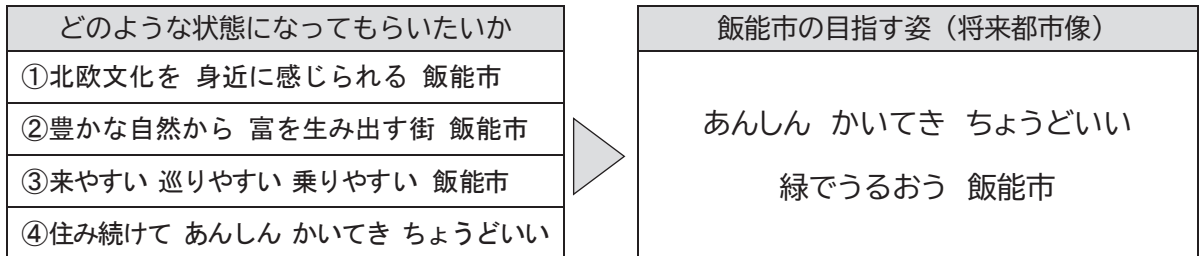 どのような状態になってもらいたいか
①北欧文化を 身近に感じられる 飯能市
②豊かな自然から 富を生み出す街 飯能市
③来やすい 巡りやすい 乗りやすい 飯能市
④住み続けて あんしん かいてき ちょうどいい
飯能市の目指す姿（将来都市像）
あんしん かいてき ちょうどいい
緑でうるおう 飯能市